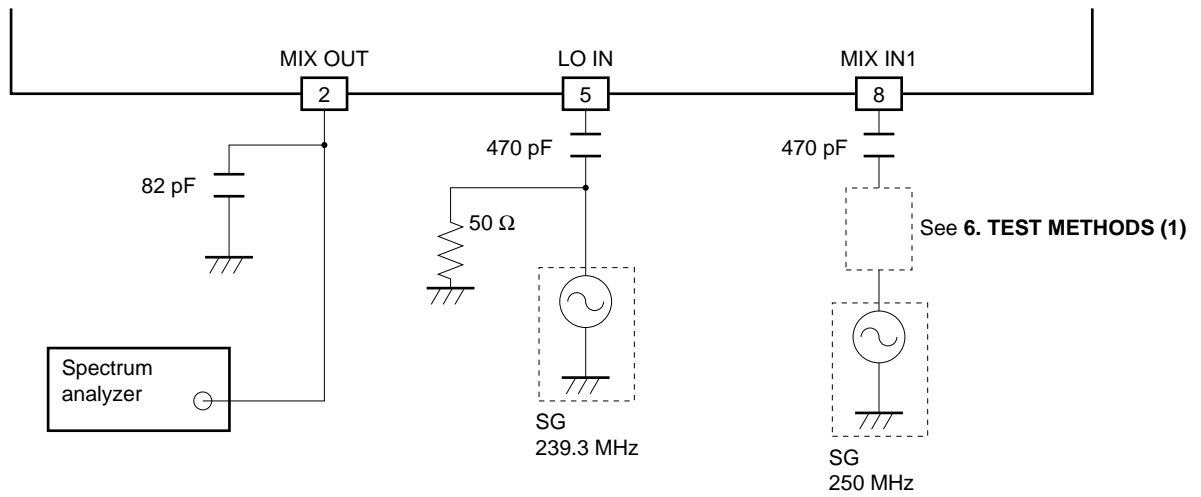 MIX OUT
LO IN
MIX IN1
2
5
8
470 pF
470 pF
82 pF
50 Ω
See 6. TEST METHODS (1)
Spectrum
analyzer
SG
239.3 MHz
SG
250 MHz